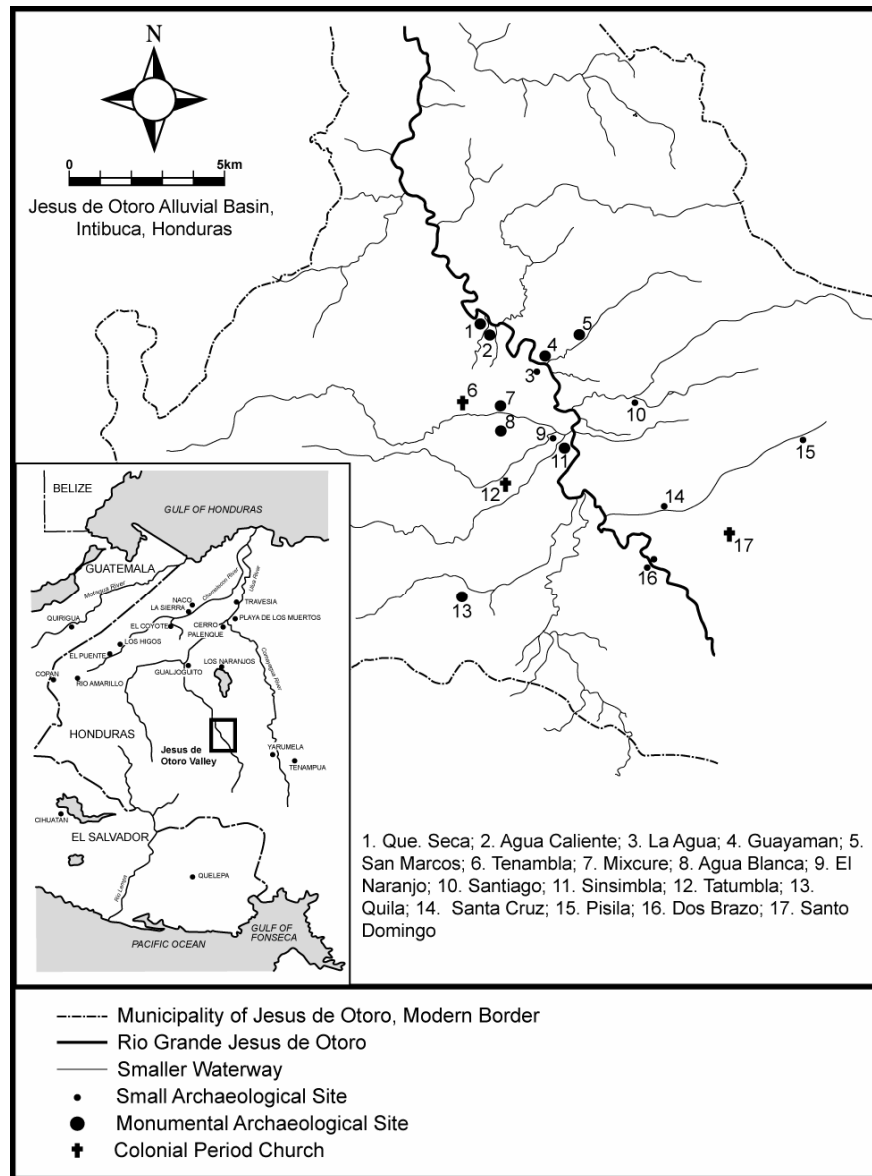 N
0 5km
Jesus de Otoro Alluvial Basin,
Intibuca, Honduras
1
2
3
4
5
6
7
8
9
10
11
12
13
14
15
16
17
BELIZE
GULF OF HONDURAS
GUATEMALA
Motagua River
Chamelecon River
Ulua River
NACO
LA SIERRA
TRAVESIA
QUIRIGUA
EL COYOTE
CERRO
PALENQUE
PLAYA DE LOS MUERTOS
LOS HIGOS
EL PUENTE
GUALJOQUITO
LOS NARANJOS
Comayagua River
COPAN
RIO AMARILLO
HONDURAS
Jesus de
Otoro Valley
YARUMELA
TENAMPUA
CIHUATAN
EL SALVADOR
Rio Lempa
QUELEPA
GULF OF
FONSECA
PACIFIC OCEAN
1. Que. Seca; 2. Agua Caliente; 3. La Agua; 4. Guayaman; 5.
San Marcos; 6. Tenambla; 7. Mixcure; 8. Agua Blanca; 9. El
Naranjo; 10. Santiago; 11. Sinsimbla; 12. Tatumbla; 13.
Quila; 14. Santa Cruz; 15. Pisila; 16. Dos Brazo; 17. Santo
Domingo
Municipality of Jesus de Otoro, Modern Border
Rio Grande Jesus de Otoro
Smaller Waterway
Small Archaeological Site
Monumental Archaeological Site
Colonial Period Church